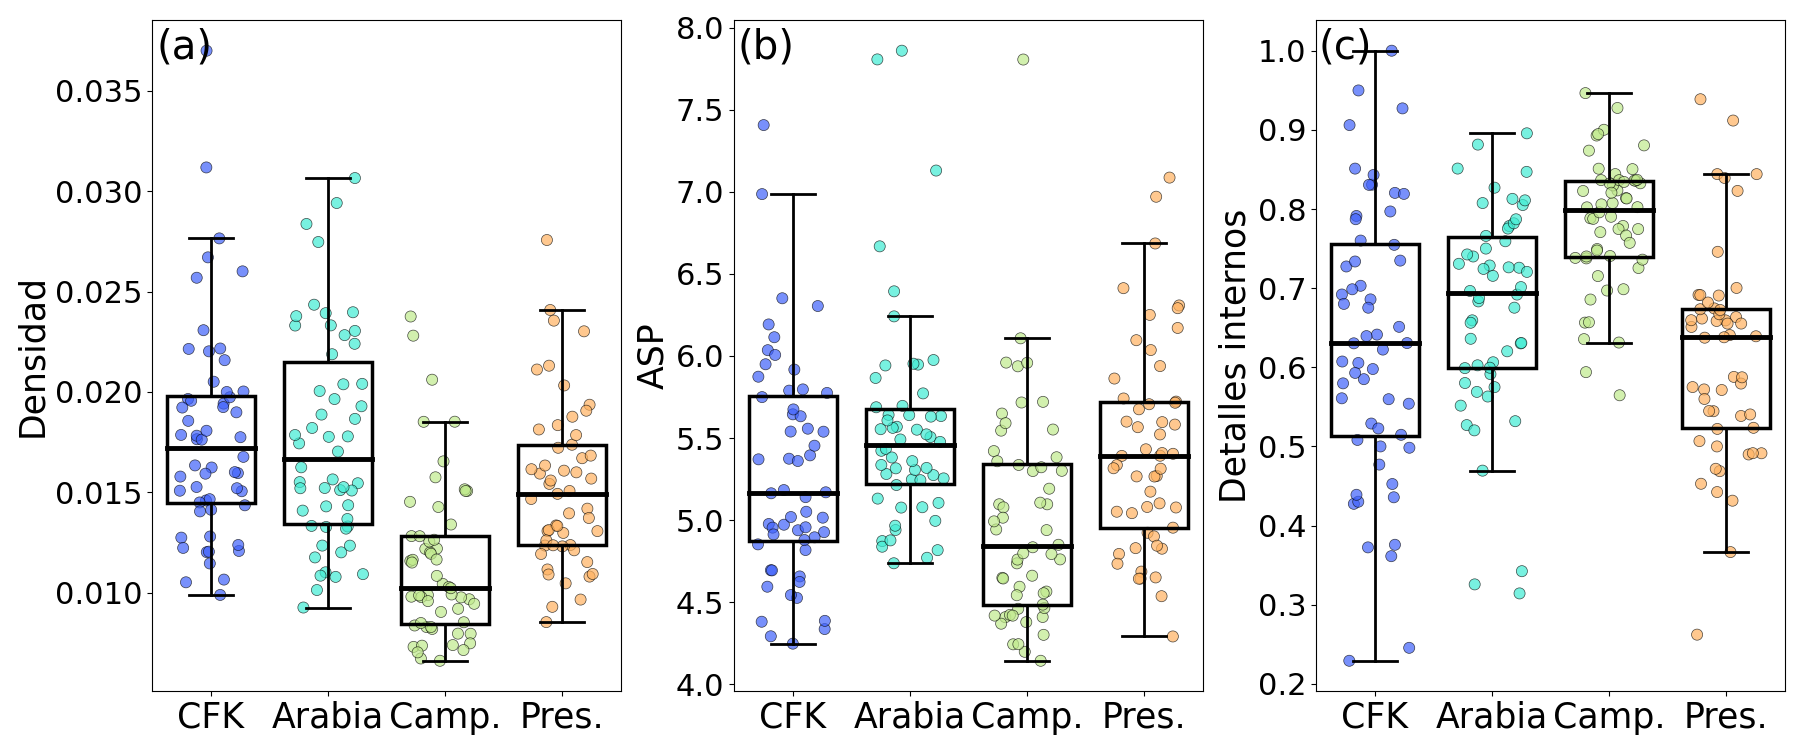 (a)
Densidad
0.035
0.030
0.025
0.020
0.015
0.010
CFK Arabia Camp. Pres.
(b)
ASP
8.0
7.5
7.0
6.5
6.0
5.5
5.0
4.5
4.0
CFK Arabia Camp. Pres.
(c)
Detalles internos
1.0
0.9
0.8
0.7
0.6
0.5
0.4
0.3
0.2
CFK Arabia Camp. Pres.